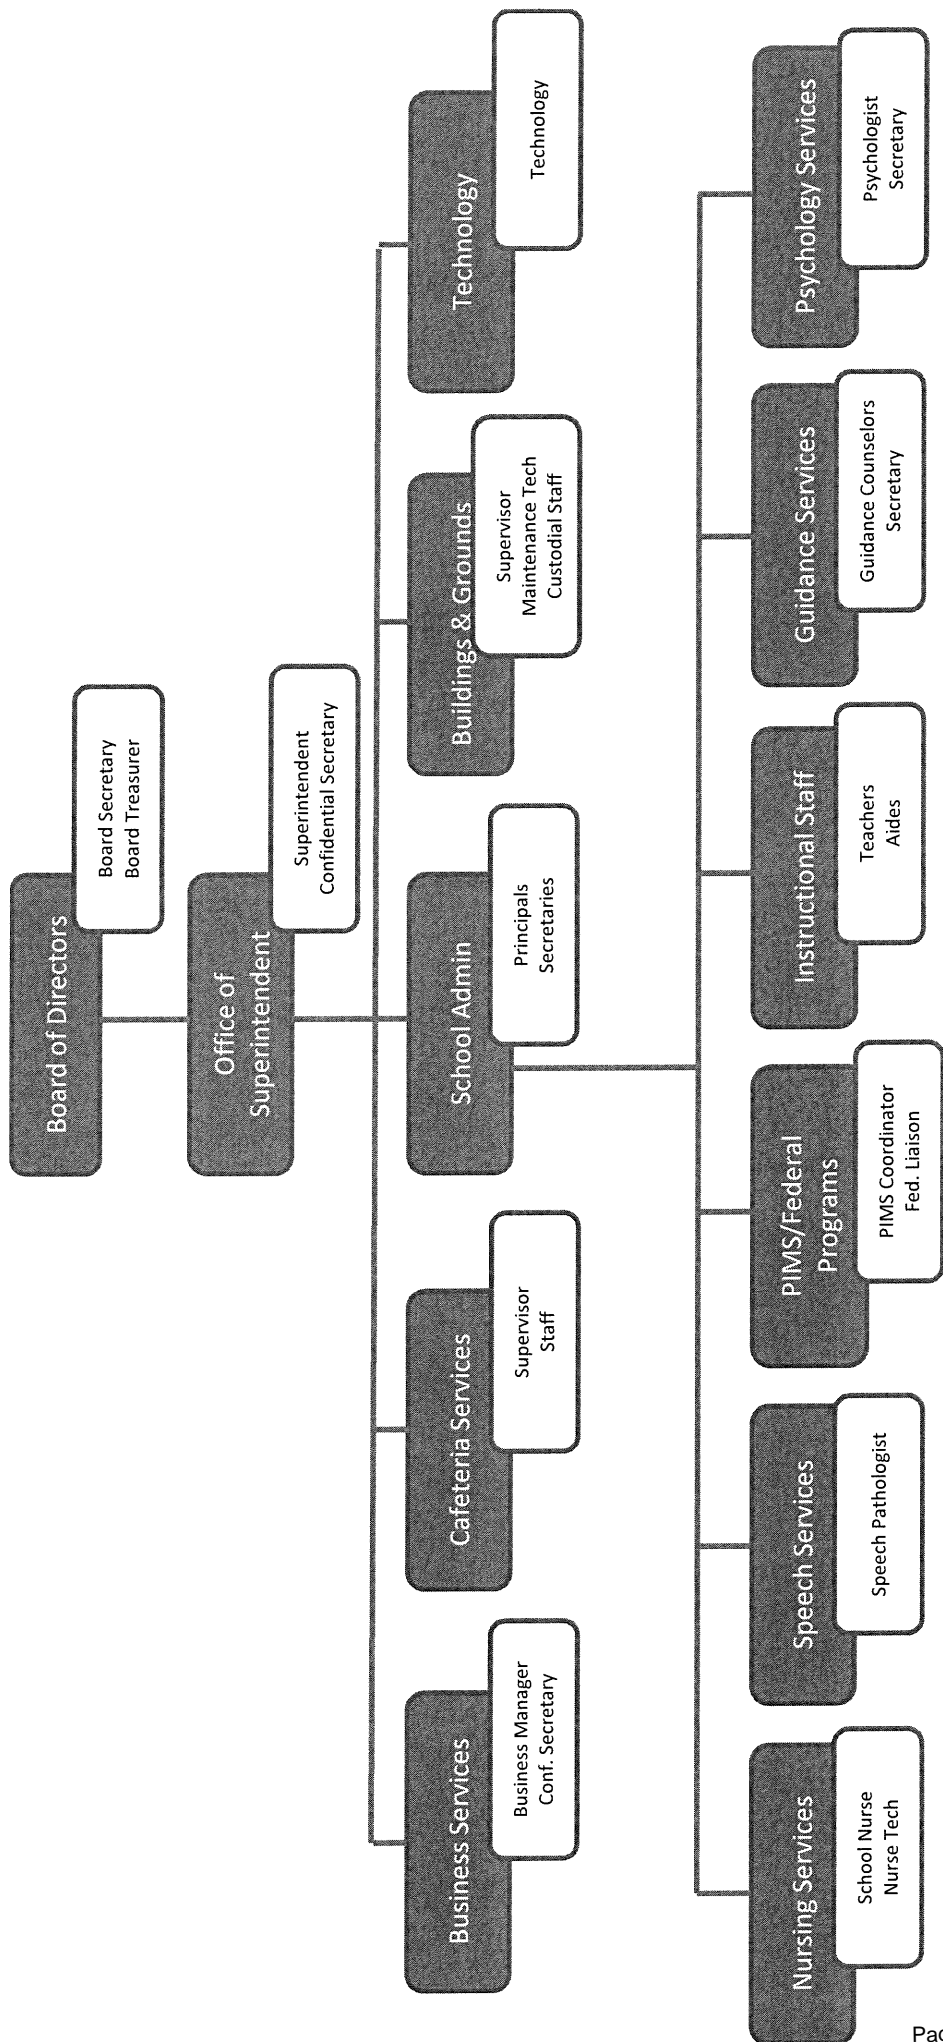 Board of Directors
Board Secretary
Board Treasurer
Office of
Superintendent
Superintendent
Confidential Secretary
Business Services
Business Manager
Conf. Secretary
Cafeteria Services
Supervisor
Staff
School Admin
Principals
Secretaries
Buildings & Grounds
Supervisor
Maintenance Tech
Custodial Staff
Technology
Technology
Nursing Services
School Nurse
Nurse Tech
Speech Services
Speech Pathologist
PIMS/Federal
Programs
PIMS Coordinator
Fed. Liaison
Instructional Staff
Teachers
Aides
Guidance Services
Guidance Counselors
Secretary
Psychology Services
Psychologist
Secretary